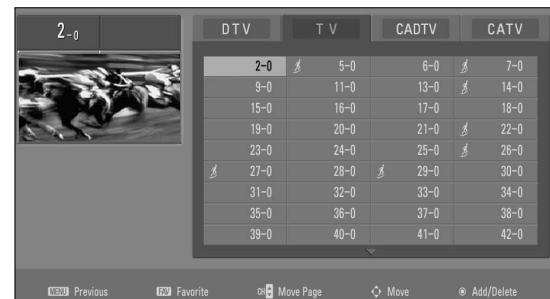 2-0
DTV TV CADTV CATV
2-0 5-0 6-0 7-0
9-0 11-0 13-0 14-0
15-0 16-0 17-0 18-0
19-0 20-0 21-0 22-0
23-0 24-0 25-0 26-0
27-0 28-0 29-0 30-0
31-0 32-0 33-0 34-0
35-0 36-0 37-0 38-0
39-0 40-0 41-0 42-0
MENU Previous FAV Favorite CH Move Page Move Add/Delete